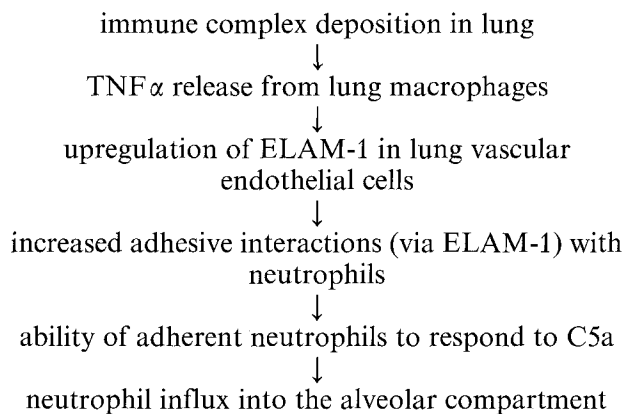 immune complex deposition in lung
↓
TNFα release from lung macrophages
↓
upregulation of ELAM-1 in lung vascular
endothelial cells
↓
increased adhesive interactions (via ELAM-1) with
neutrophils
↓
ability of adherent neutrophils to respond to C5a
↓
neutrophil influx into the alveolar compartment